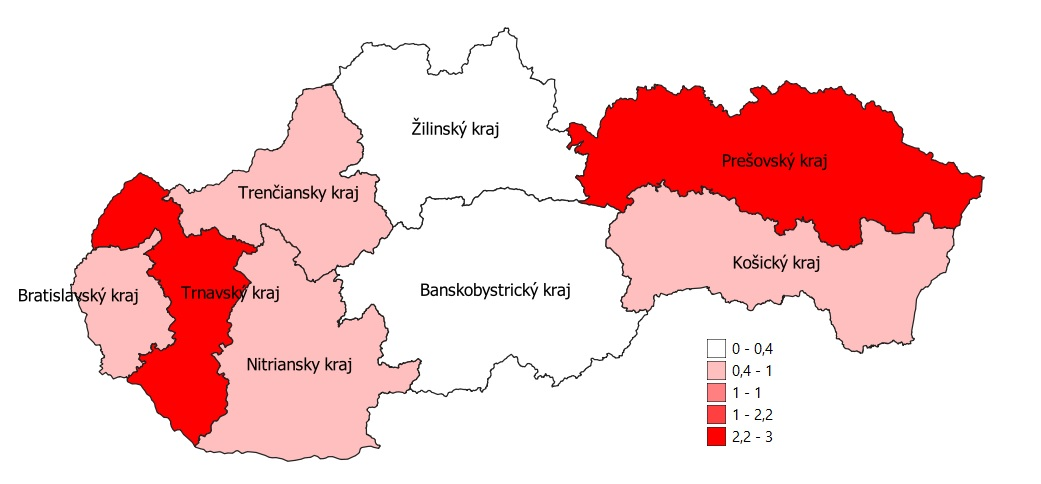 Žilinský kraj
Prešovský kraj
Trenčiansky kraj
Košický kraj
Bratislavský kraj
Trnavský kraj
Banskobystrický kraj
Nitriansky kraj
0 - 0,4
0,4 - 1
1 - 1
1 - 2,2
2,2 - 3